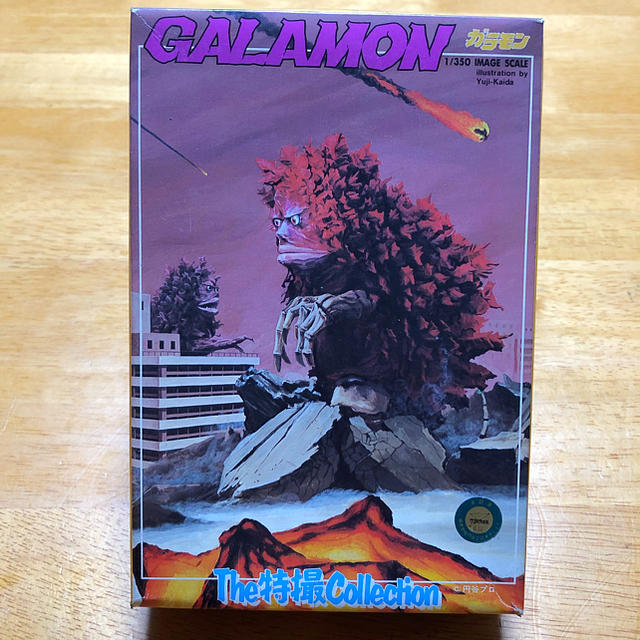 GALAMON
ガラモン
1/350 IMAGE SCALE
illustration by
Yuji-Kaida
The特撮Collection
©円谷プロ